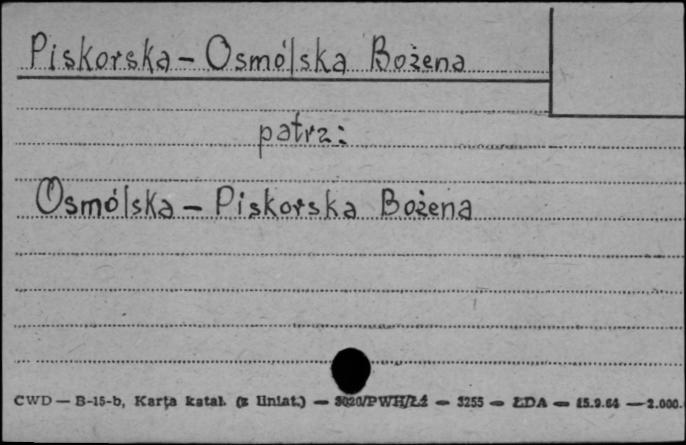 Piskorska – Osmólska Bożena
patrz:
Osmólska – Piskorska Bożena
CWD — B-15-b, Karta katal. (z liniat.) — 3020/PWH/Łź — 3255 — ŁDA — 15.9.64 — 2.000.